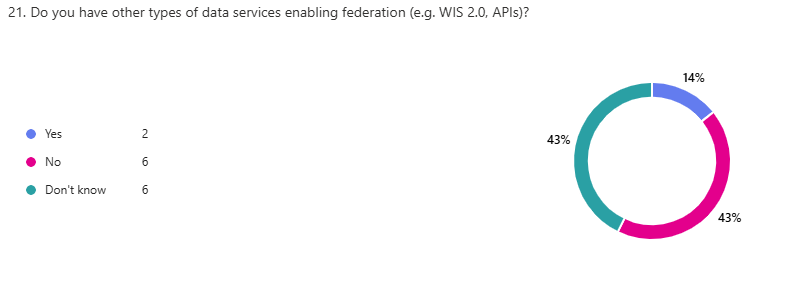 21. Do you have other types of data services enabling federation (e.g. WIS 2.0, APIs)?
14%
Yes 2
43%
No 6
Don't know 6
43%